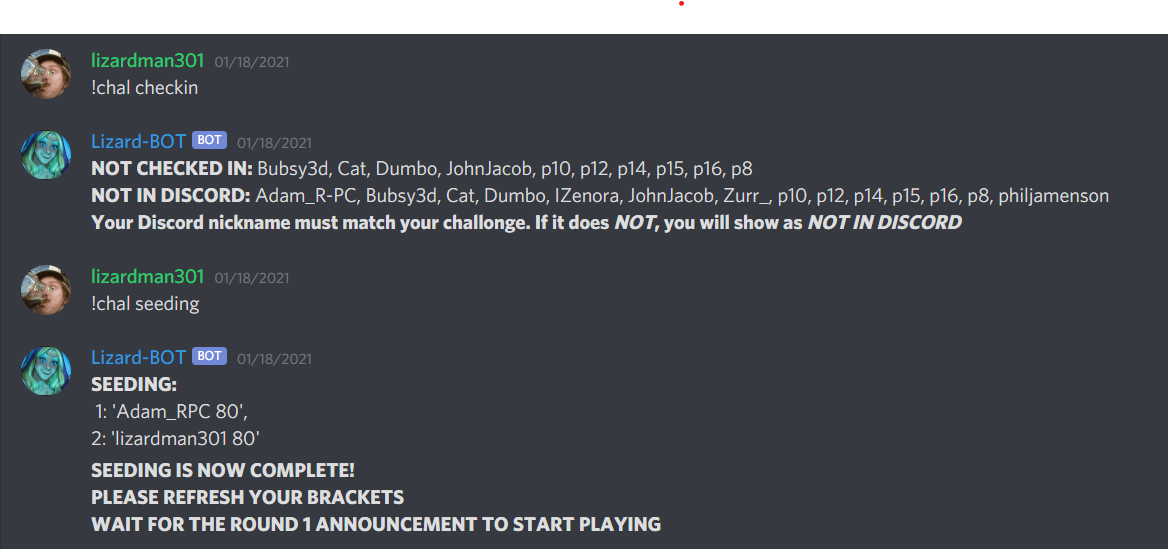 lizardman301 01/18/2021
!chal checkin
Lizard-BOT BOT 01/18/2021
NOT CHECKED IN: Bubsy3d, Cat, Dumbo, JohnJacob, p10, p12, p14, p15, p16, p8
NOT IN DISCORD: Adam_R-PC, Bubsy3d, Cat, Dumbo, IZenora, JohnJacob, Zurr_, p10, p12, p14, p15, p16, p8, philjamenson
Your Discord nickname must match your challonge. If it does NOT, you will show as NOT IN DISCORD
lizardman301 01/18/2021
!chal seeding
Lizard-BOT BOT 01/18/2021
SEEDING:
1: 'Adam_RPC 80',
2: 'lizardman301 80'
SEEDING IS NOW COMPLETE!
PLEASE REFRESH YOUR BRACKETS
WAIT FOR THE ROUND 1 ANNOUNCEMENT TO START PLAYING